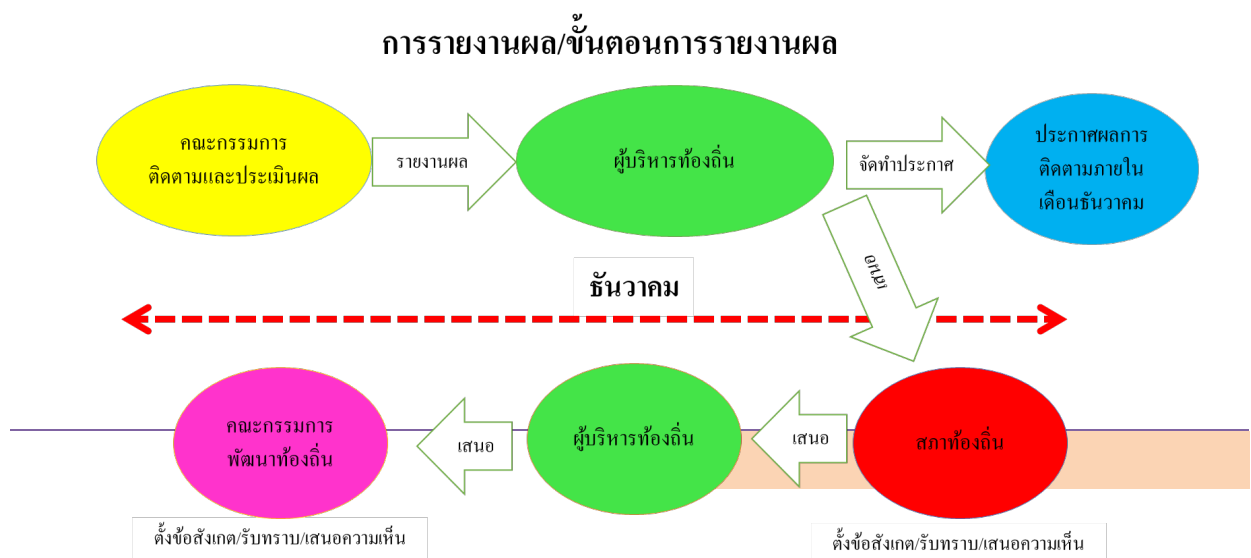 การรายงานผล/ขั้นตอนการรายงานผล
คณะกรรมการ
ติดตามและประเมินผล
รายงานผล
ผู้บริหารท้องถิ่น
จัดทำประกาศ
ประกาศผลการ
ติดตามภายใน
เดือนธันวาคม
เสนอ
ธันวาคม
คณะกรรมการ
พัฒนาท้องถิ่น
เสนอ
ผู้บริหารท้องถิ่น
เสนอ
สภาท้องถิ่น
ตั้งข้อสังเกต/รับทราบ/เสนอความเห็น
ตั้งข้อสังเกต/รับทราบ/เสนอความเห็น